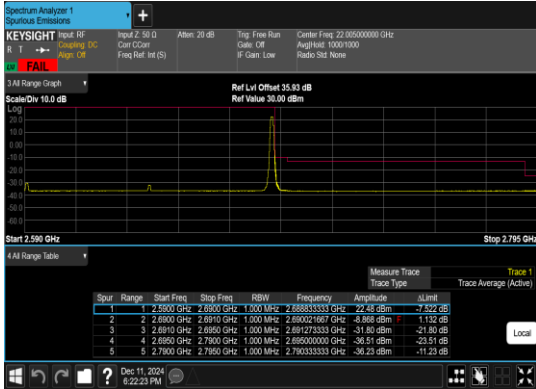 Spectrum Analyzer 1
Spurious Emissions
+
KEYSIGHT Input: RF Input Z: 50 Ω Atten: 20 dB Trig: Free Run Center Freq: 22.005000000 GHz
R T Coupling: DC Corr CCorr Gate: Off Avg|Hold: 1000/1000
Align: Off Freq Ref: Int (S) IF Gain: Low Radio Std: None
LV FAIL
3 All Range Graph
Ref Lvl Offset 35.93 dB
Scale/Div 10.0 dB Ref Value 30.00 dBm
Log
20.0
10.0
0.00
-10.0
-20.0
-30.0
-40.0
-50.0
-60.0
Start 2.590 GHz Stop 2.795 GHz
4 All Range Table
Measure Trace Trace 1
Trace Type Trace Average (Active)
Spur Range Start Freq Stop Freq RBW Frequency Amplitude ΔLimit
1 1 2.5900 GHz 2.6900 GHz 1.000 MHz 2.688833333 GHz 22.48 dBm -7.522 dB
2 2 2.6900 GHz 2.6910 GHz 1.000 MHz 2.690021667 GHz -8.868 dBm F 1.132 dB
3 3 2.6910 GHz 2.6950 GHz 1.000 MHz 2.691273333 GHz -31.80 dBm -21.80 dB
4 4 2.6950 GHz 2.7900 GHz 1.000 MHz 2.695000000 GHz -36.51 dBm -23.51 dB
5 5 2.7900 GHz 2.7950 GHz 1.000 MHz 2.790333333 GHz -36.23 dBm -11.23 dB
Local
?
Dec 11, 2024
6:22:23 PM